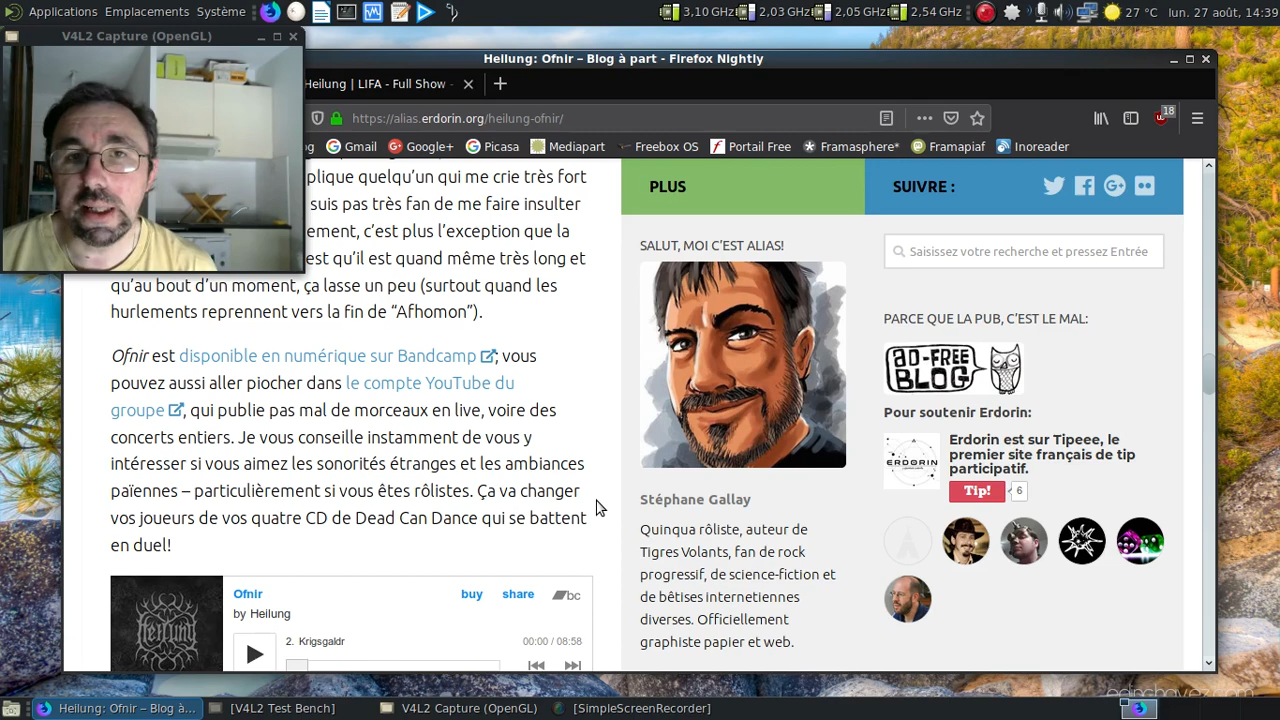 Applications Emplacements Système
3,10 GHz 2,03 GHz 2,05 GHz 2,54 GHz 27 °C lun. 27 août, 14:39
V4L2 Capture (OpenGL)
Heilung: Ofnir – Blog à part - Firefox Nightly
Heilung | LIFA - Full Show -
https://alias.erdorin.org/heilung-ofnir/
18
og Gmail Google+ Picasa Mediapart Freebox OS Portail Free Framasphere* Framapiaf Inoreader
plique quelqu'un qui me crie très fort
suis pas très fan de me faire insulter
ement, c'est plus l'exception que la
est qu'il est quand même très long et
qu'au bout d'un moment, ça lasse un peu (surtout quand les
hurlements reprennent vers la fin de “Afhomon”).
Ofnir est disponible en numérique sur Bandcamp ; vous
pouvez aussi aller piocher dans le compte YouTube du
groupe , qui publie pas mal de morceaux en live, voire des
concerts entiers. Je vous conseille instamment de vous y
intéresser si vous aimez les sonorités étranges et les ambiances
païennes – particulièrement si vous êtes rôlistes. Ça va changer
vos joueurs de vos quatre CD de Dead Can Dance qui se battent
en duel!
HEILUNG
Ofnir
buy share bc
by Heilung
2. Krigsgaldr 00:00 / 08:58
PLUS
SALUT, MOI C'EST ALIAS!
Stéphane Gallay
Quinqua rôliste, auteur de
Tigres Volants, fan de rock
progressif, de science-fiction et
de bêtises internetiennes
diverses. Officiellement
graphiste papier et web.
SUIVRE :
Saisissez votre recherche et pressez Entrée
PARCE QUE LA PUB, C'EST LE MAL:
AD-FREE
BLOG
Pour soutenir Erdorin:
ERDORIN
Erdorin est sur Tipeee, le
premier site français de tip
participatif.
Tip! 6
Heilung: Ofnir – Blog à... [V4L2 Test Bench] V4L2 Capture (OpenGL) [SimpleScreenRecorder]